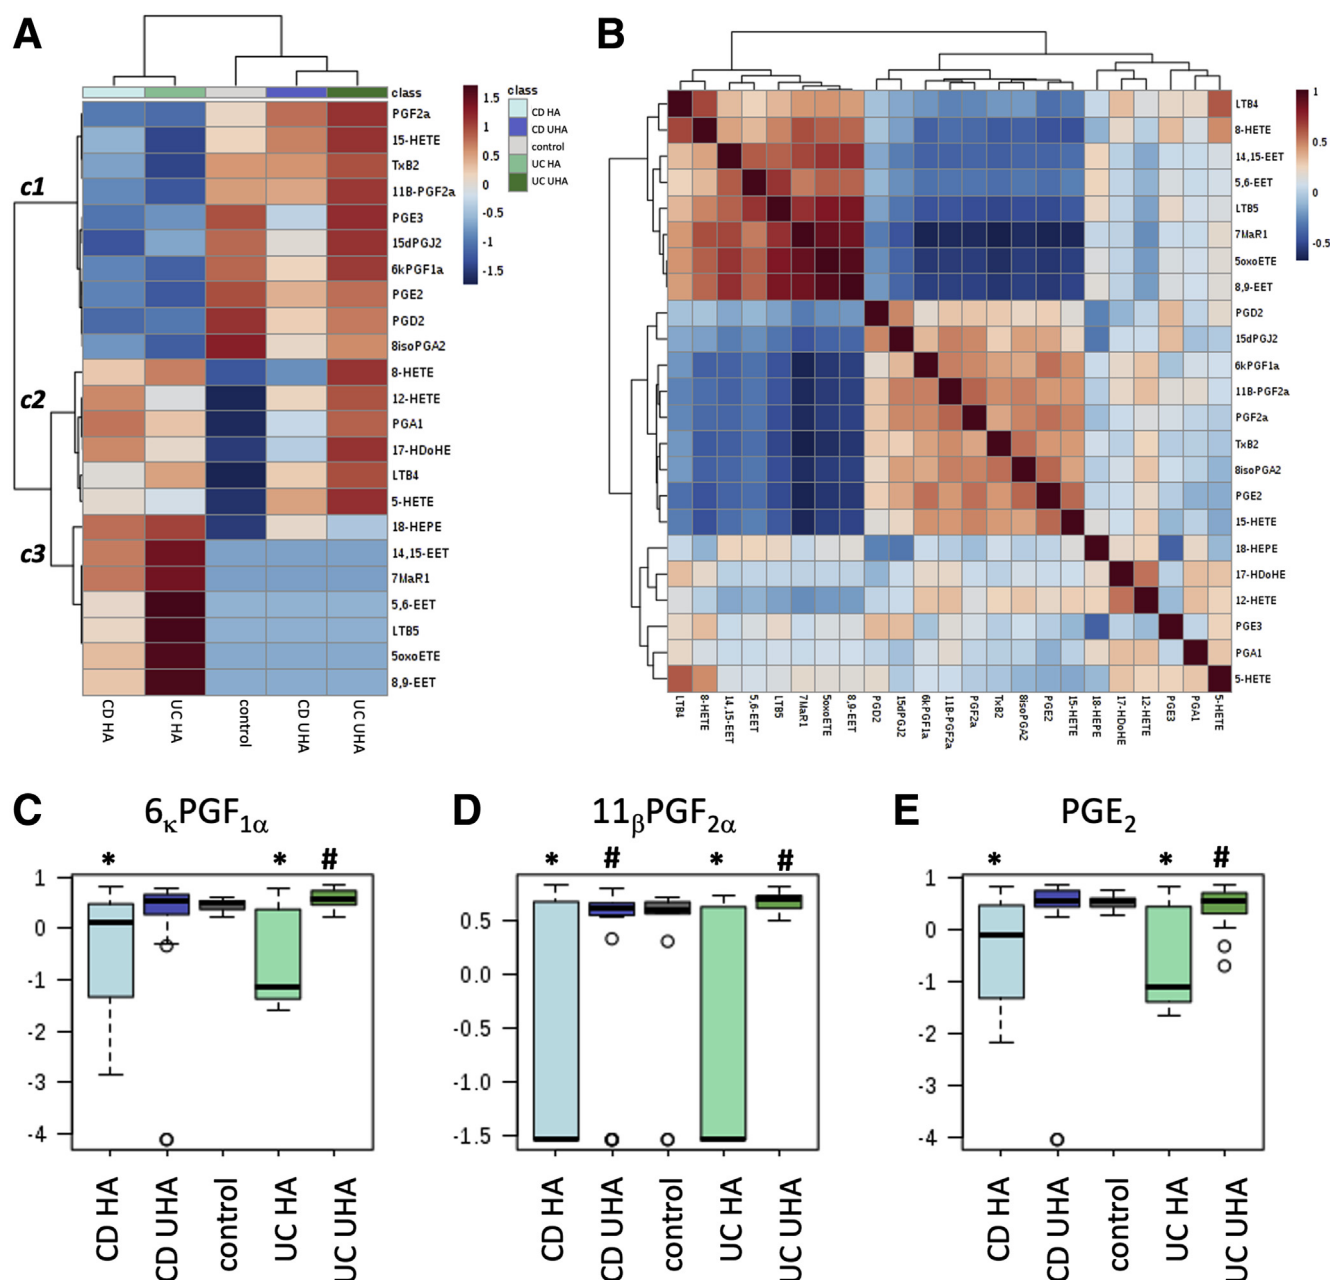 A
B
class
PGF2a
15-HETE
TxB2
11B-PGF2a
PGE3
15dPGJ2
6kPGF1a
PGE2
PGD2
8isoPGA2
8-HETE
12-HETE
PGA1
17-HDoHE
LTB4
5-HETE
18-HEPE
14,15-EET
7MaR1
5,6-EET
LTB5
5oxoETE
8,9-EET
c1
c2
c3
CD HA
UC HA
control
CD UHA
UC UHA
1.5
1
0.5
0
-0.5
-1
-1.5
class
CD HA
CD UHA
control
UC HA
UC UHA
LTB4
8-HETE
14,15-EET
5,6-EET
LTB5
7MaR1
5oxoETE
8,9-EET
PGD2
15dPGJ2
6kPGF1a
11B-PGF2a
PGF2a
TxB2
8isoPGA2
PGE2
15-HETE
18-HEPE
17-HDoHE
12-HETE
PGE3
PGA1
5-HETE
LTB4
8-HETE
14,15-EET
5,6-EET
LTB5
7MaR1
5oxoETE
8,9-EET
PGD2
15dPGJ2
6kPGF1a
11B-PGF2a
PGF2a
TxB2
8isoPGA2
PGE2
15-HETE
18-HEPE
17-HDoHE
12-HETE
PGE3
PGA1
5-HETE
1
0.5
0
-0.5
C
6κPGF1α
* * #
1
0
-1
-2
-3
-4
CD HA
CD UHA
control
UC HA
UC UHA
D
11βPGF2α
* # * #
0.5
0.0
-0.5
-1.0
-1.5
CD HA
CD UHA
control
UC HA
UC UHA
E
PGE2
* * #
1
0
-1
-2
-3
-4
CD HA
CD UHA
control
UC HA
UC UHA